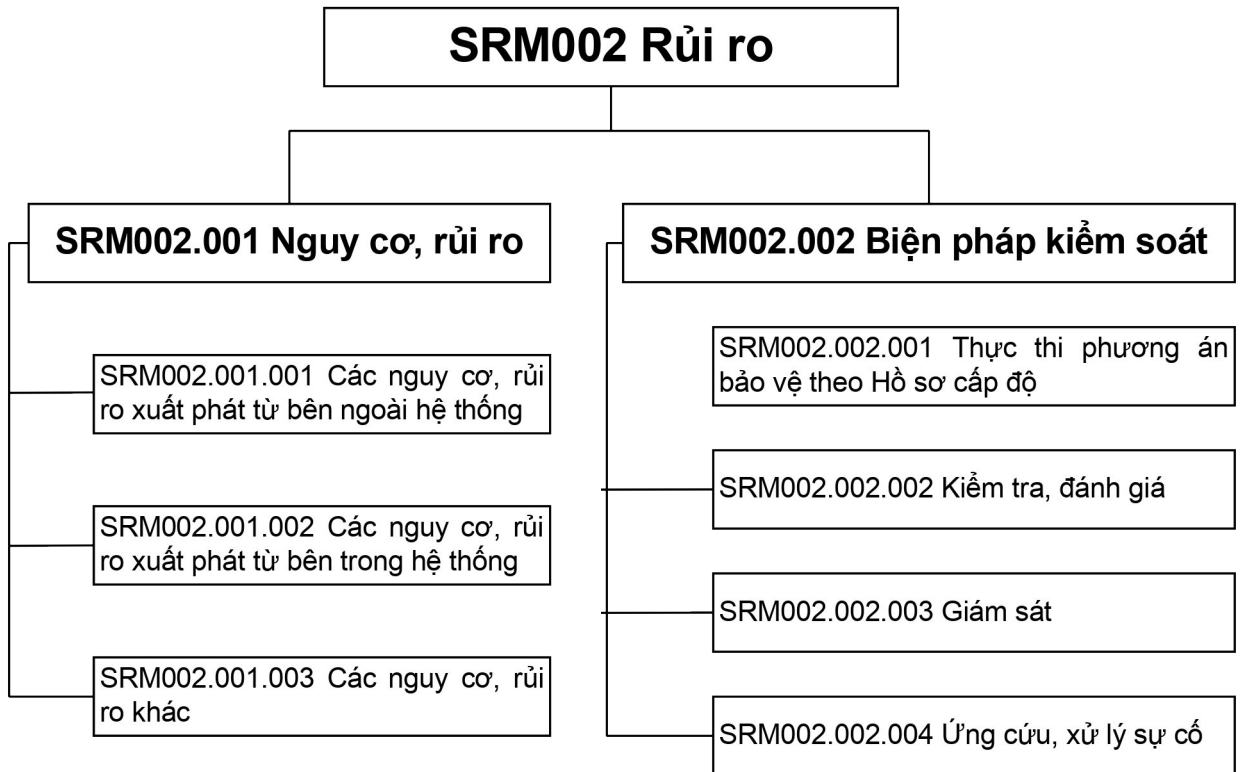 SRM002 Rủi ro
SRM002.001 Nguy cơ, rủi ro
SRM002.001.001 Các nguy cơ, rủi
ro xuất phát từ bên ngoài hệ thống
SRM002.001.002 Các nguy cơ, rủi
ro xuất phát từ bên trong hệ thống
SRM002.001.003 Các nguy cơ, rủi
ro khác
SRM002.002 Biện pháp kiểm soát
SRM002.002.001 Thực thi phương án
bảo vệ theo Hồ sơ cấp độ
SRM002.002.002 Kiểm tra, đánh giá
SRM002.002.003 Giám sát
SRM002.002.004 Ứng cứu, xử lý sự cố